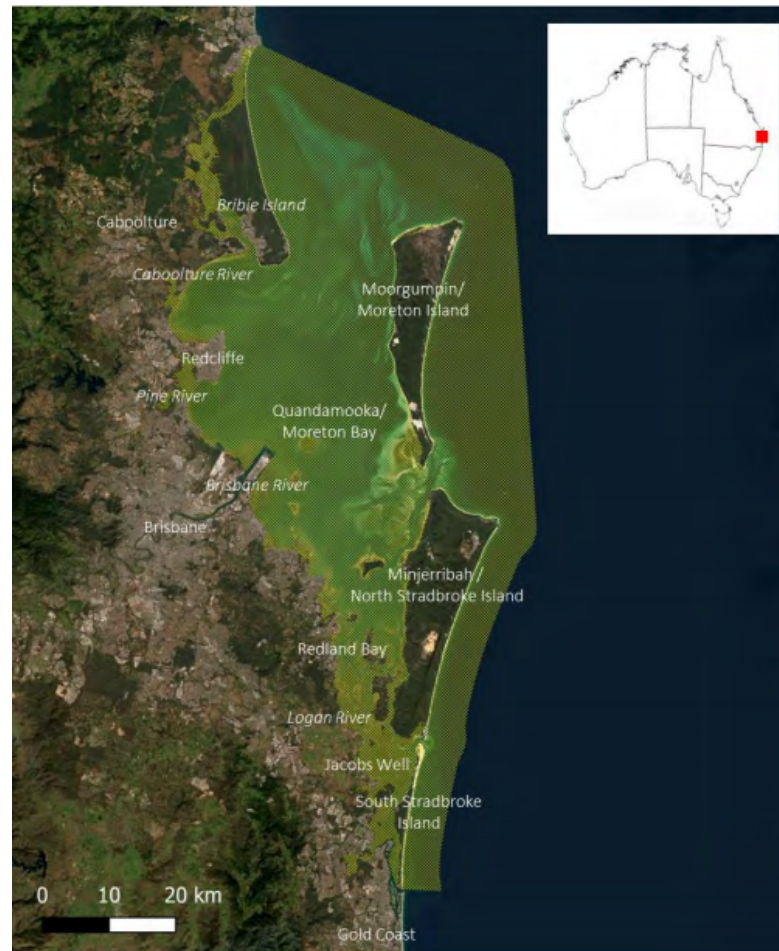 Bribie Island
Caboolture
Caboolture River
Moorgumpin/
Moreton Island
Redcliffe
Pine River
Quandamooka/
Moreton Bay
Brisbane River
Brisbane
Minjerribah /
North Stradbroke Island
Redland Bay
Logan River
Jacobs Well
South Stradbroke
Island
0 10 20 km
Gold Coast